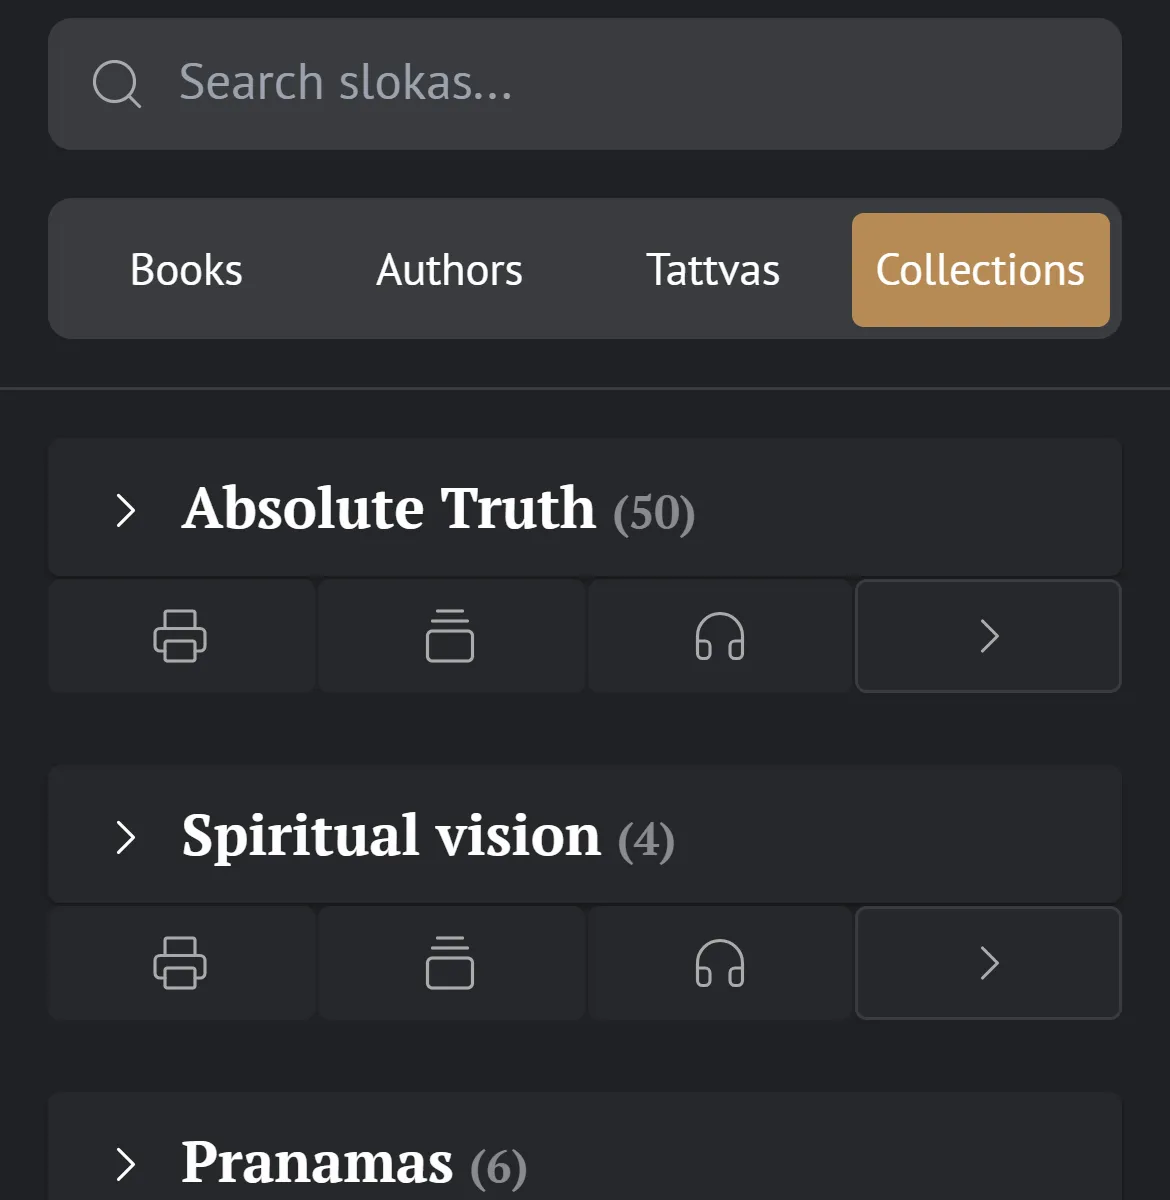 Search slokas...
Books Authors Tattvas Collections
Absolute Truth (50)
Spiritual vision (4)
Pranamas (6)